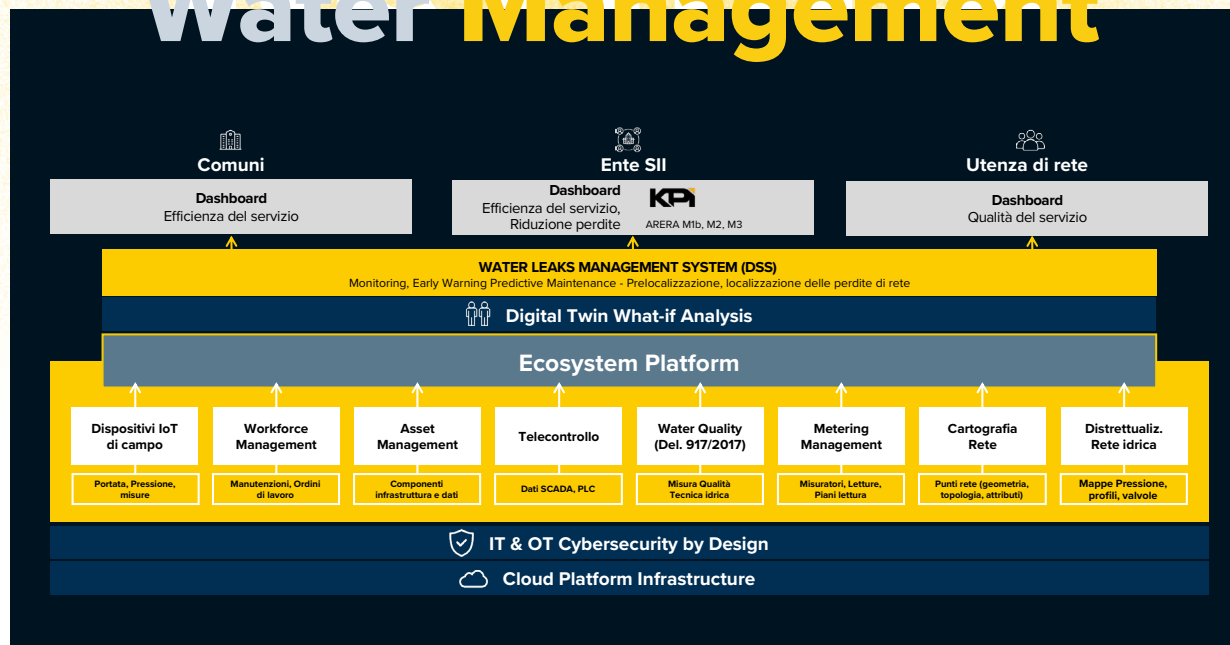 Water Management
Comuni
Dashboard
Efficienza del servizio
Ente SII
Dashboard
Efficienza del servizio,
Riduzione perdite
KPi
ARERA M1b, M2, M3
Utenza di rete
Dashboard
Qualità del servizio
WATER LEAKS MANAGEMENT SYSTEM (DSS)
Monitoring, Early Warning Predictive Maintenance - Prelocalizzazione, localizzazione delle perdite di rete
Digital Twin What-if Analysis
Ecosystem Platform
Dispositivi IoT
di campo
Portata, Pressione,
misure
Workforce
Management
Manutenzioni, Ordini
di lavoro
Asset
Management
Componenti
infrastruttura e dati
Telecontrollo
Dati SCADA, PLC
Water Quality
(Del. 917/2017)
Misura Qualità
Tecnica idrica
Metering
Management
Misuratori, Letture,
Piani lettura
Cartografia
Rete
Punti rete (geometria,
topologia, attributi)
Distrettualiz.
Rete idrica
Mappe Pressione,
profili, valvole
IT & OT Cybersecurity by Design
Cloud Platform Infrastructure